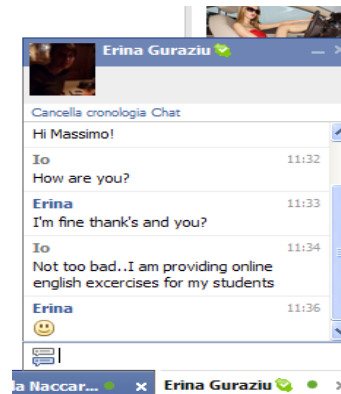 Erina Guraziu
Cancella cronologia Chat
Hi Massimo!
Io 11:32
How are you?
Erina 11:33
I'm fine thank's and you?
Io 11:34
Not too bad..I am providing online
english excercises for my students
Erina 11:36
la Naccar... x Erina Guraziu